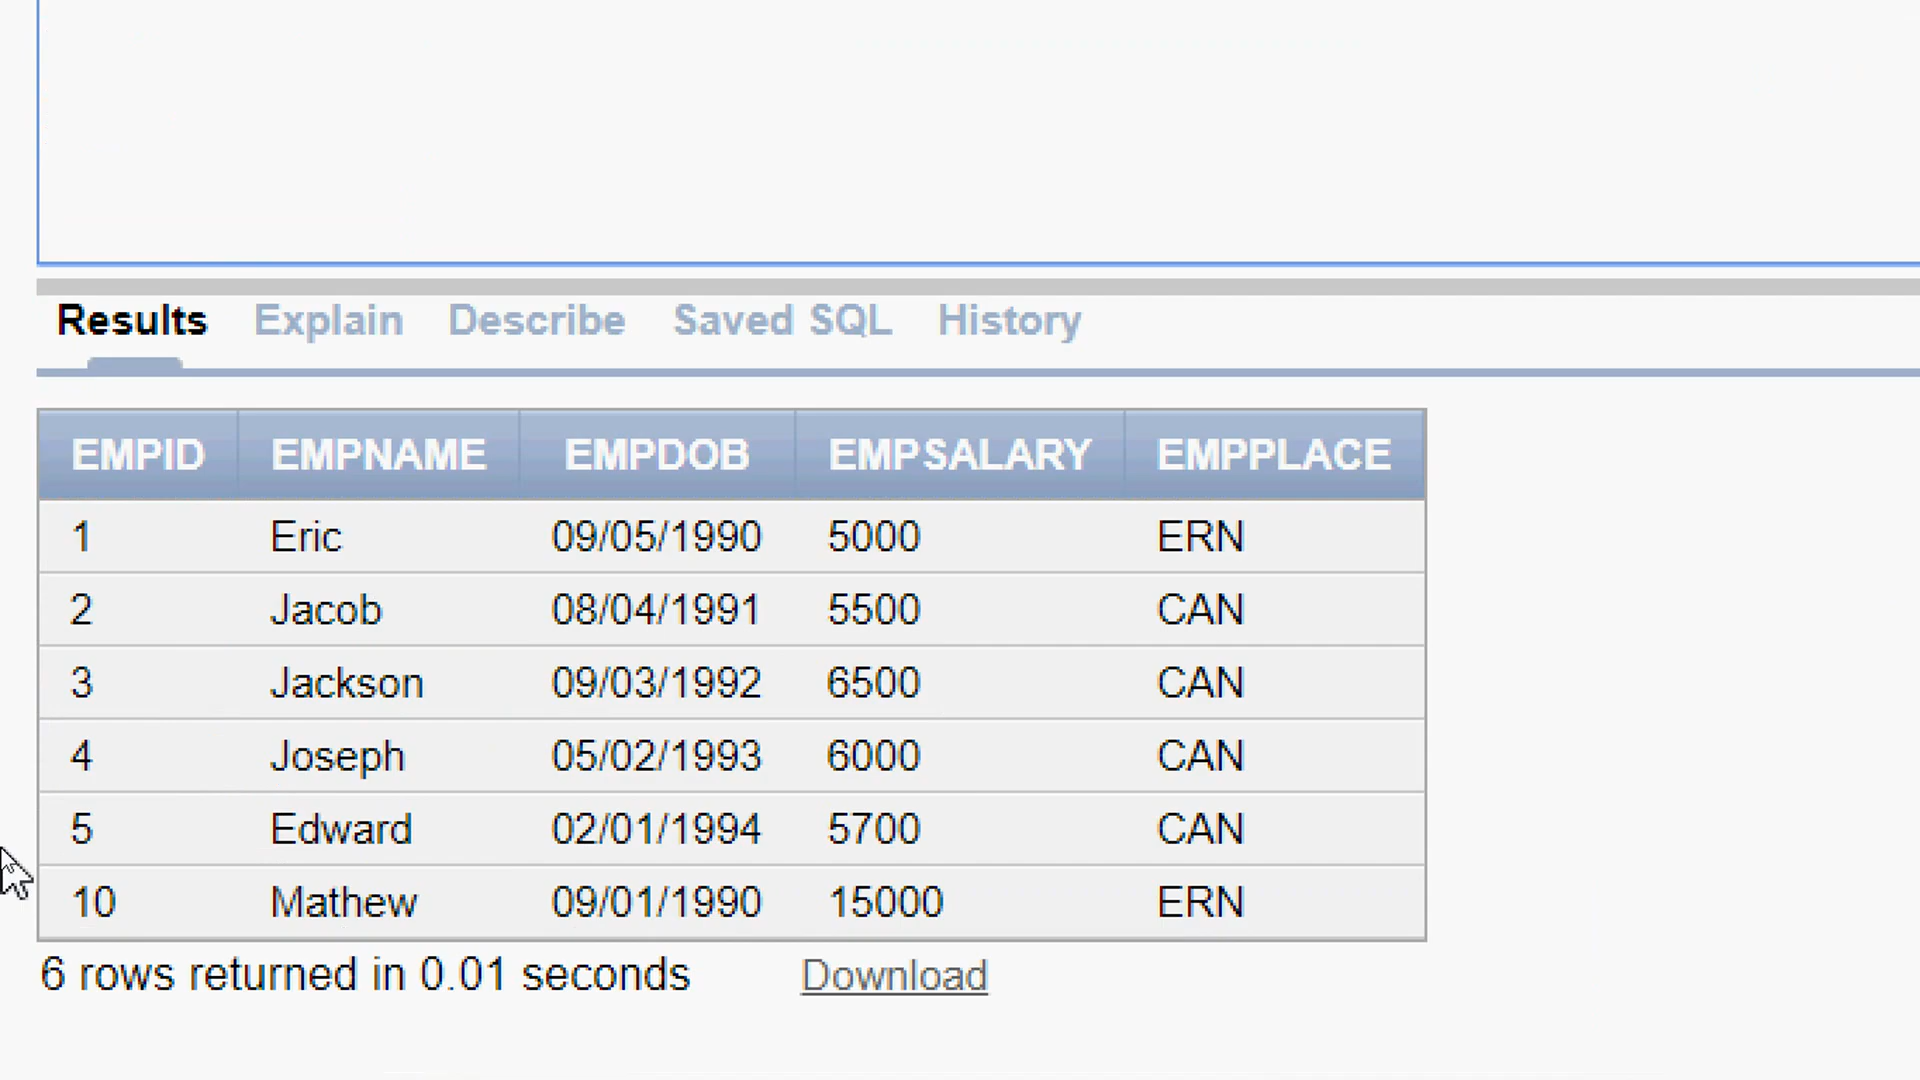 Results Explain Describe Saved SQL History
EMPID EMPNAME EMPDOB EMPSALARY EMPPLACE
1 Eric 09/05/1990 5000 ERN
2 Jacob 08/04/1991 5500 CAN
3 Jackson 09/03/1992 6500 CAN
4 Joseph 05/02/1993 6000 CAN
5 Edward 02/01/1994 5700 CAN
10 Mathew 09/01/1990 15000 ERN
6 rows returned in 0.01 seconds Download